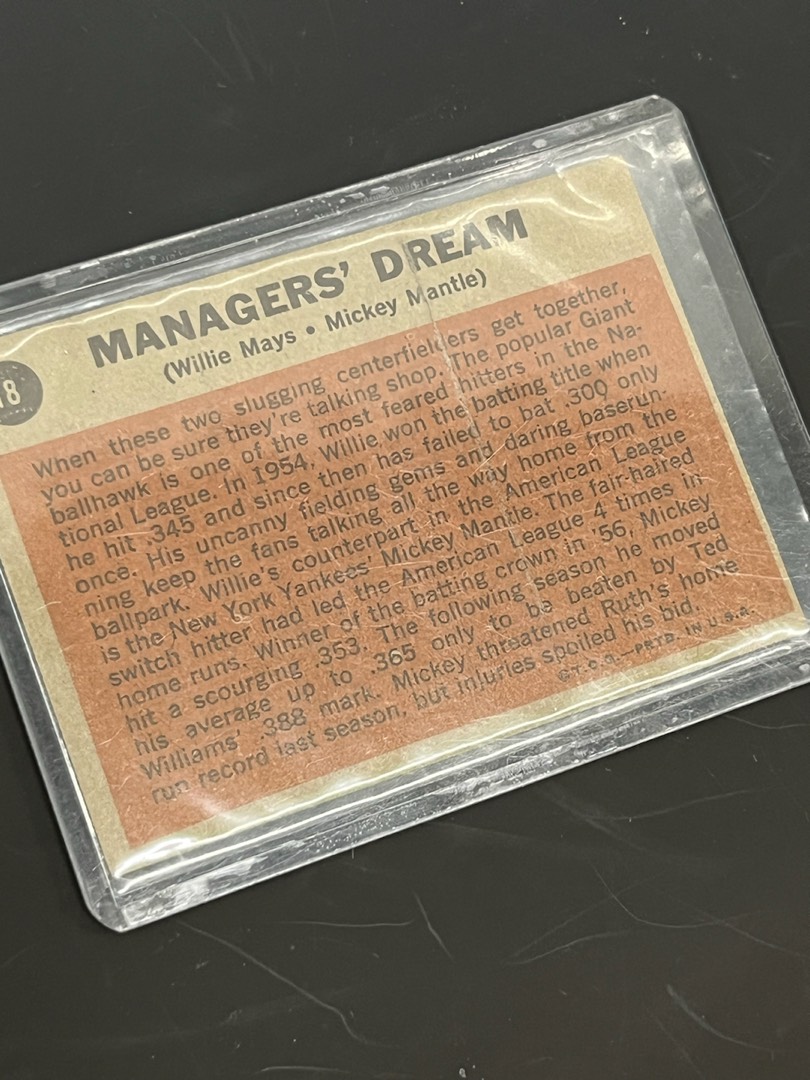 MANAGERS' DREAM
(Willie Mays • Mickey Mantle)
18
When these two slugging centerfielders get together,
you can be sure they're talking shop. The popular Giant
ballhawk is one of the most feared hitters in the Na-
tional League. In 1954, Willie won the batting title when
he hit .345 and since then has failed to bat .300 only
once. His uncanny fielding gems and daring baserun-
ning keep the fans talking all the way home from the
ballpark. Willie's counterpart in the American League
is the New York Yankees' Mickey Mantle. The fair-haired
switch hitter had led the American League 4 times in
home runs. Winner of the batting crown in '56, Mickey
hit a scourging .353. The following season he moved
his average up to .365 only to be beaten by Ted
Williams' .388 mark. Mickey threatened Ruth's home
run record last season, but injuries spoiled his bid.
©T.C.G.—PRTD. IN U.S.A.